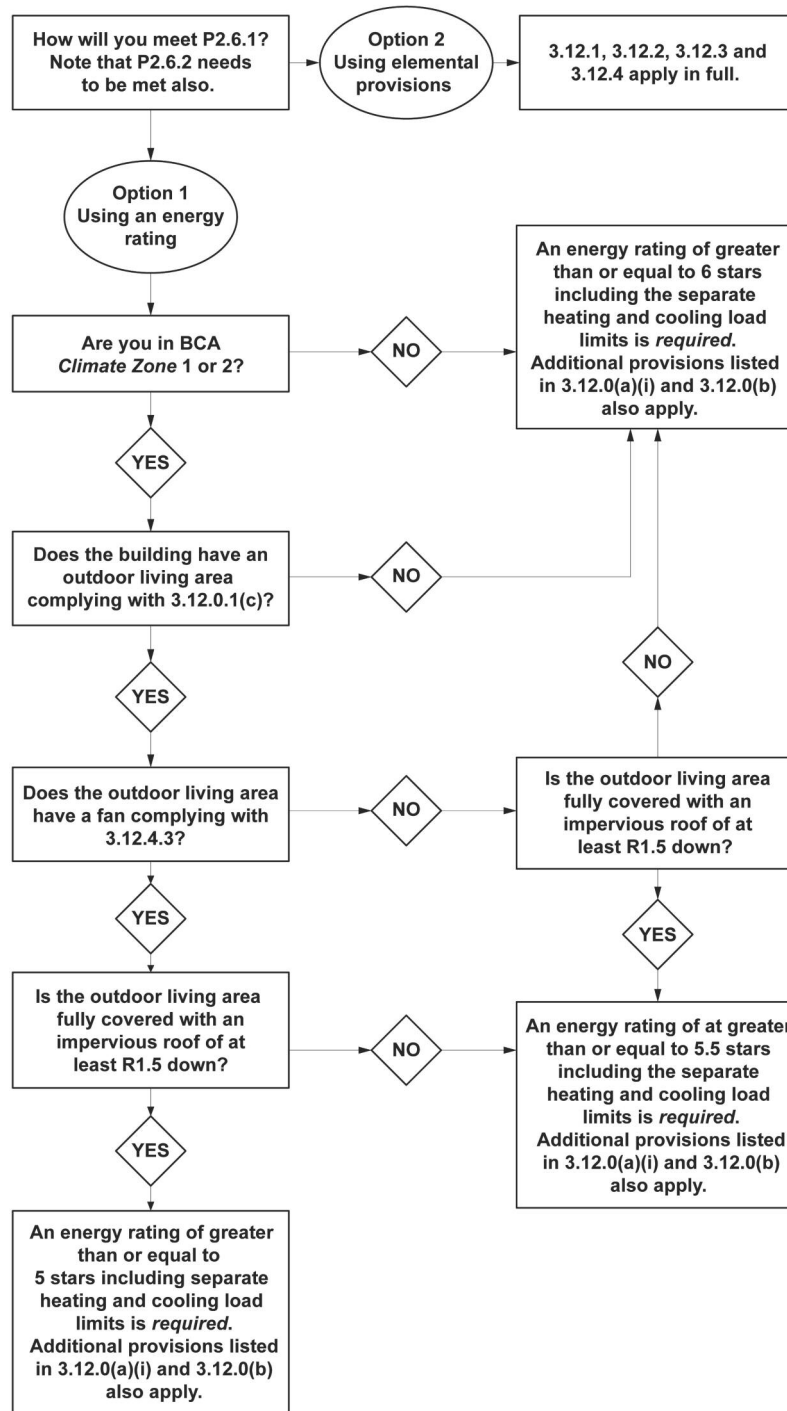 How will you meet P2.6.1?
Note that P2.6.2 needs
to be met also.
Option 2
Using elemental
provisions
3.12.1, 3.12.2, 3.12.3 and
3.12.4 apply in full.
Option 1
Using an energy
rating
An energy rating of greater
than or equal to 6 stars
including the separate
heating and cooling load
limits is required.
Additional provisions listed
in 3.12.0(a)(i) and 3.12.0(b)
also apply.
Are you in BCA
Climate Zone 1 or 2?
NO
YES
Does the building have an
outdoor living area
complying with 3.12.0.1(c)?
NO
YES
NO
Does the outdoor living area
have a fan complying with
3.12.4.3?
NO
Is the outdoor living area
fully covered with an
impervious roof of at
least R1.5 down?
YES
YES
Is the outdoor living area
fully covered with an
impervious roof of at
least R1.5 down?
NO
An energy rating of at greater
than or equal to 5.5 stars
including the separate
heating and cooling load
limits is required.
Additional provisions listed
in 3.12.0(a)(i) and 3.12.0(b)
also apply.
YES
An energy rating of greater
than or equal to
5 stars including separate
heating and cooling load
limits is required.
Additional provisions listed
in 3.12.0(a)(i) and 3.12.0(b)
also apply.